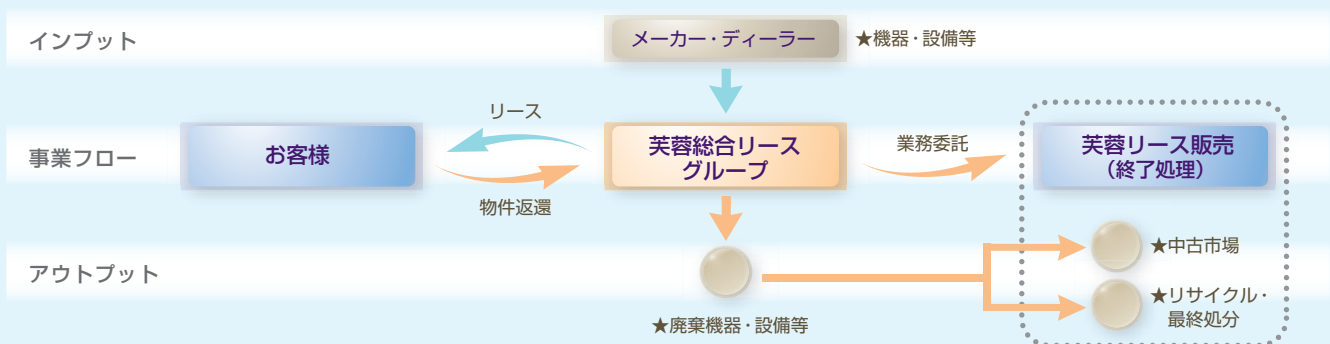 インプット
メーカー・ディーラー
★機器・設備等
リース
事業フロー
お客様
芙蓉総合リース
グループ
業務委託
芙蓉リース販売
(終了処理)
物件返還
アウトプット
★中古市場
★リサイクル・
最終処分
★廃棄機器・設備等